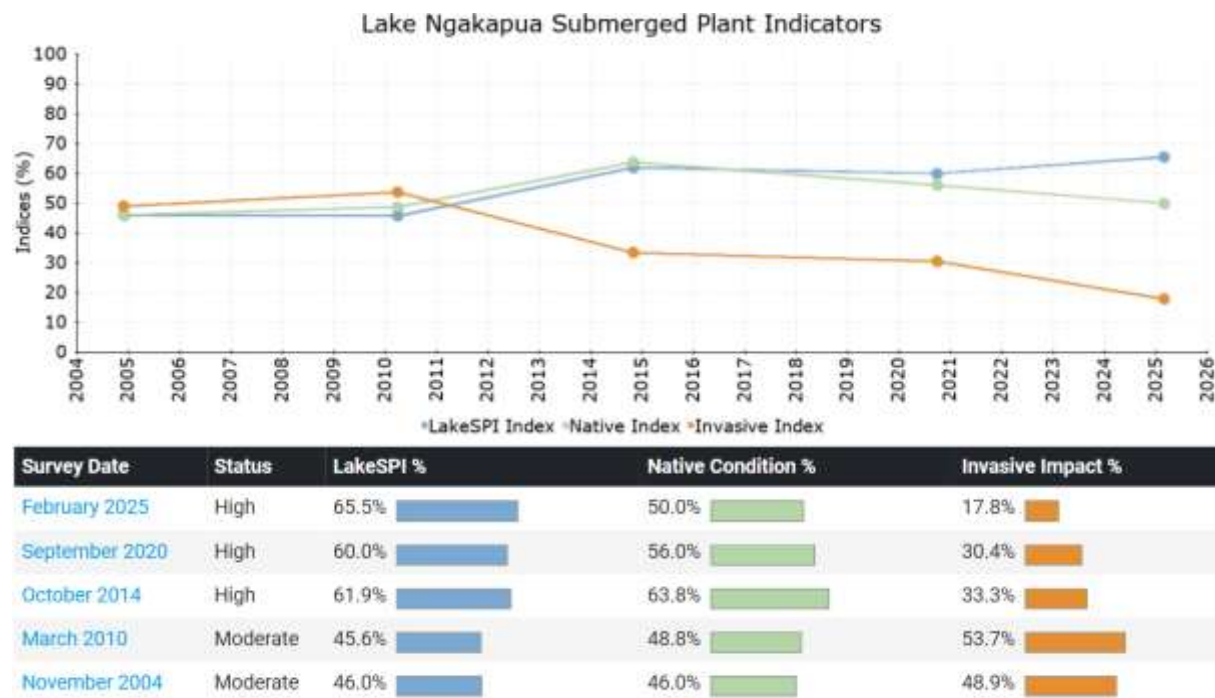 Lake Ngakapua Submerged Plant Indicators
100
90
80
70
60
50
40
30
20
10
0
Indices (%)
2004 2005 2006 2007 2008 2009 2010 2011 2012 2013 2014 2015 2016 2017 2018 2019 2020 2021 2022 2023 2024 2025 2026
LakeSPI Index Native Index Invasive Index
Survey Date Status LakeSPI % Native Condition % Invasive Impact %
February 2025 High 65.5% 50.0% 17.8%
September 2020 High 60.0% 56.0% 30.4%
October 2014 High 61.9% 63.8% 33.3%
March 2010 Moderate 45.6% 48.8% 53.7%
November 2004 Moderate 46.0% 46.0% 48.9%